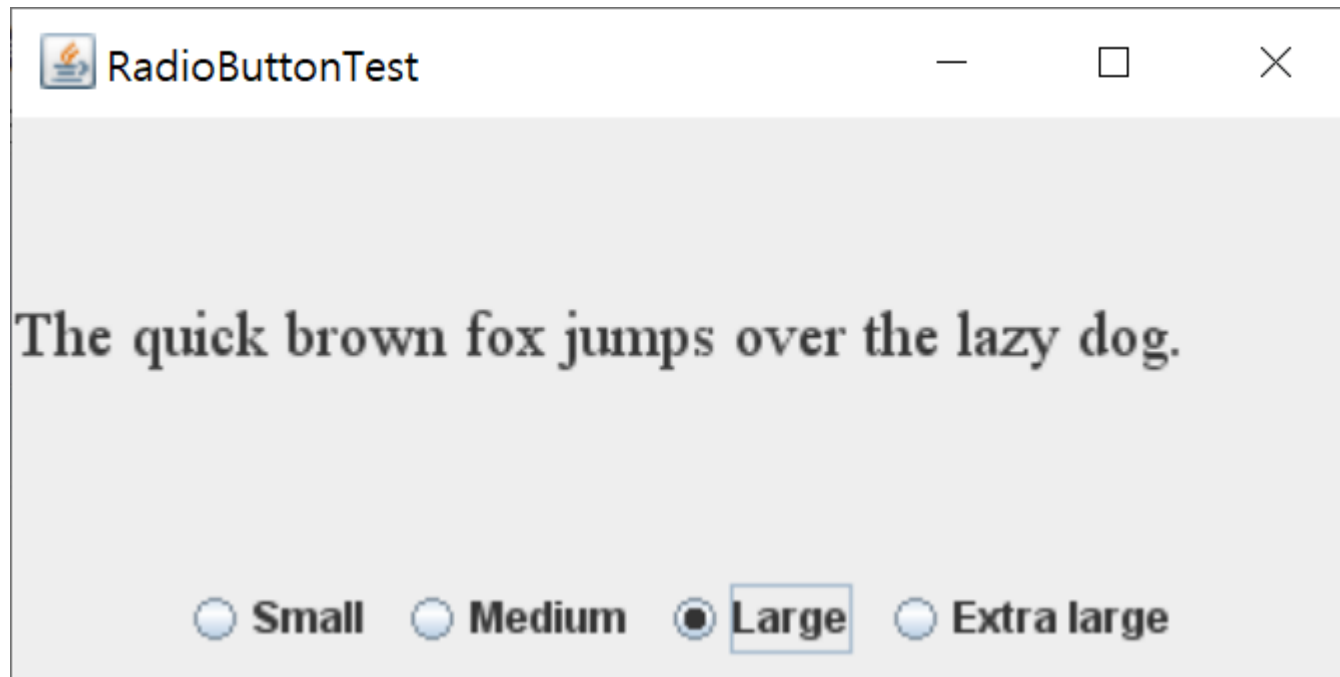 RadioButtonTest
The quick brown fox jumps over the lazy dog.
Small Medium Large Extra large